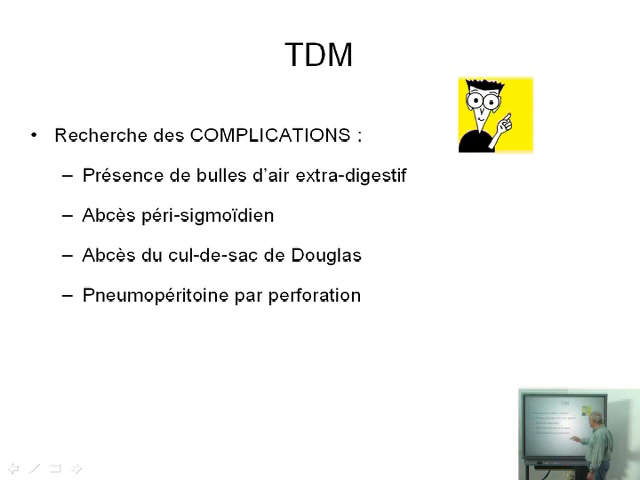 TDM
• Recherche des COMPLICATIONS :
– Présence de bulles d'air extra-digestif
– Abcès péri-sigmoïdien
– Abcès du cul-de-sac de Douglas
– Pneumopéritoine par perforation
TDM